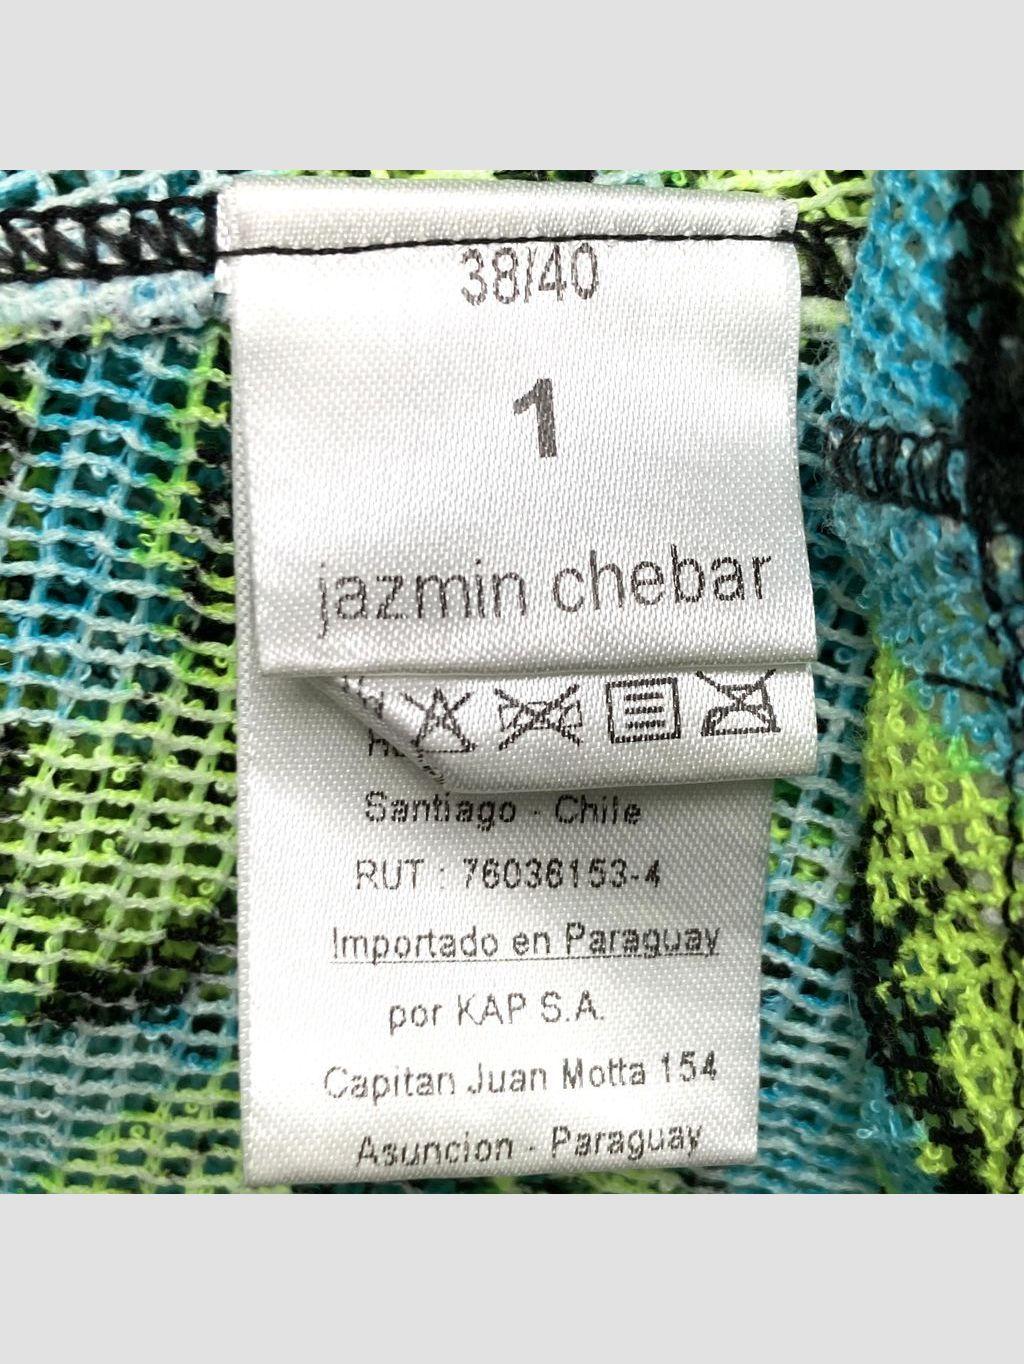 38/40
1
jazmin chebar
Santiago - Chile
RUT : 76036153-4
Importado en Paraguay
por KAP S.A.
Capitan Juan Motta 154
Asuncion - Paraguay